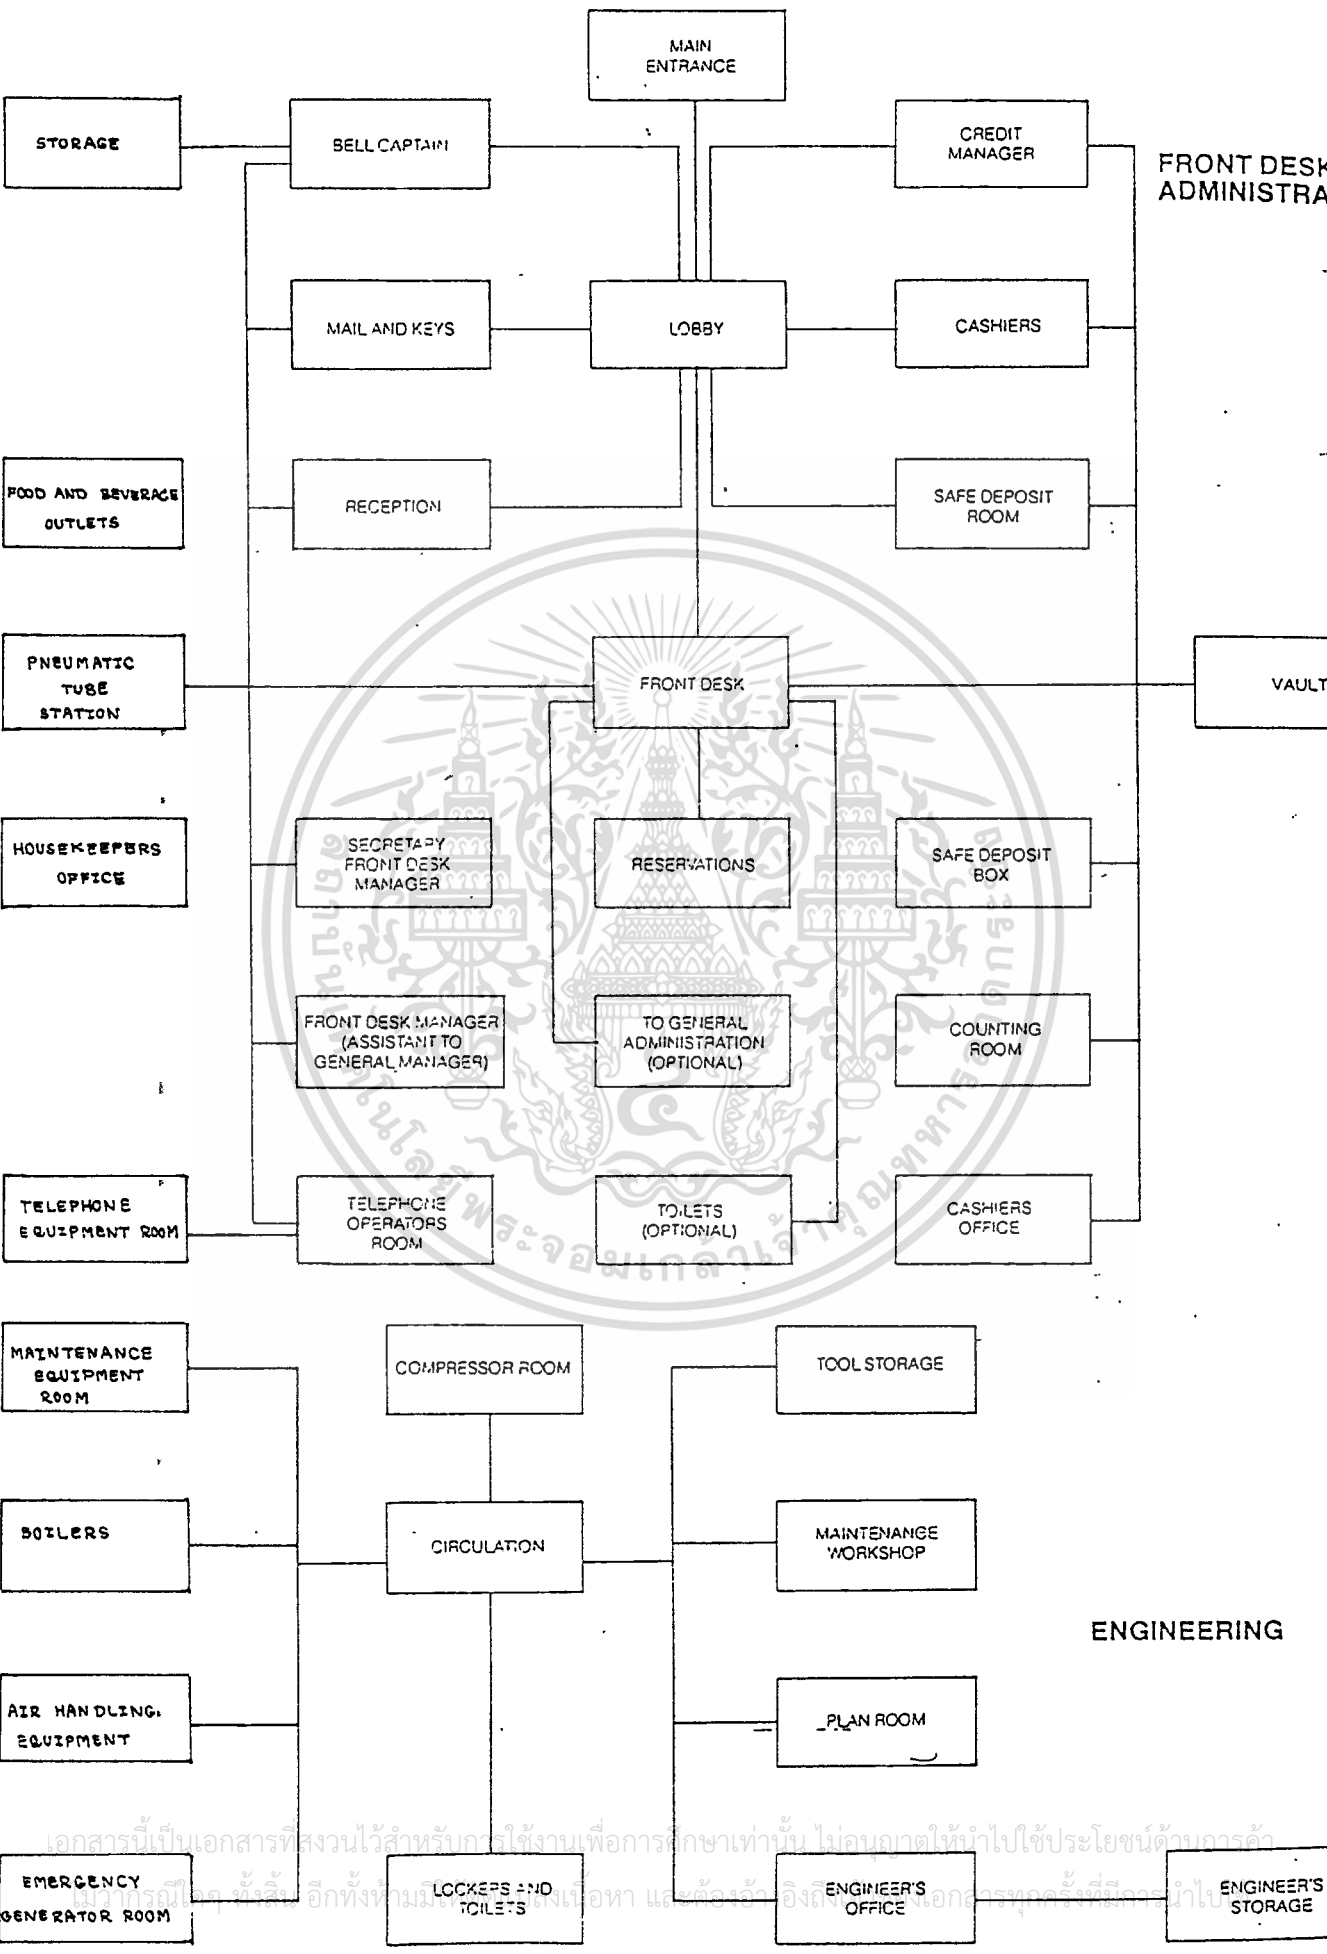 MAIN
ENTRANCE
STORAGE
BELL CAPTAIN
CREDIT
MANAGER
FRONT DESK
ADMINISTRA
MAIL AND KEYS
LOBBY
CASHIERS
FOOD AND BEVERAGE
OUTLETS
RECEPTION
SAFE DEPOSIT
ROOM
PNEUMATIC
TUBE
STATION
FRONT DESK
VAULT
HOUSEKEEPERS
OFFICE
SECRETARY
FRONT DESK
MANAGER
RESERVATIONS
SAFE DEPOSIT
BOX
FRONT DESK MANAGER
(ASSISTANT TO
GENERAL MANAGER)
TO GENERAL
ADMINISTRATION
(OPTIONAL)
COUNTING
ROOM
TELEPHONE
EQUIPMENT ROOM
TELEPHONE
OPERATORS
ROOM
TOILETS
(OPTIONAL)
CASHIERS
OFFICE
MAINTENANCE
EQUIPMENT
ROOM
COMPRESSOR ROOM
TOOL STORAGE
BOILERS
CIRCULATION
MAINTENANCE
WORKSHOP
ENGINEERING
AIR HANDLING.
EQUIPMENT
PLAN ROOM
เอกสารนี้เป็นเอกสารที่สงวนไว้สำหรับการใช้งานเพื่อการศึกษาเท่านั้น ไม่อนุญาตให้นำไปใช้ประโยชน์ด้านการค้า
EMERGENCY
GENERATOR ROOM
LOCKERS AND
TOILETS
ENGINEER'S
OFFICE
ENGINEER'S
STORAGE